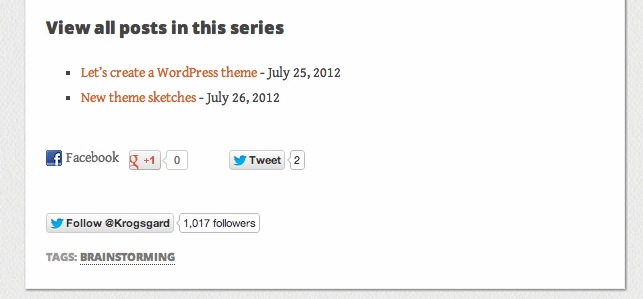 View all posts in this series
Let's create a WordPress theme - July 25, 2012
New theme sketches - July 26, 2012
Facebook +1 0 Tweet 2
Follow @Krogsgard 1,017 followers
TAGS: BRAINSTORMING